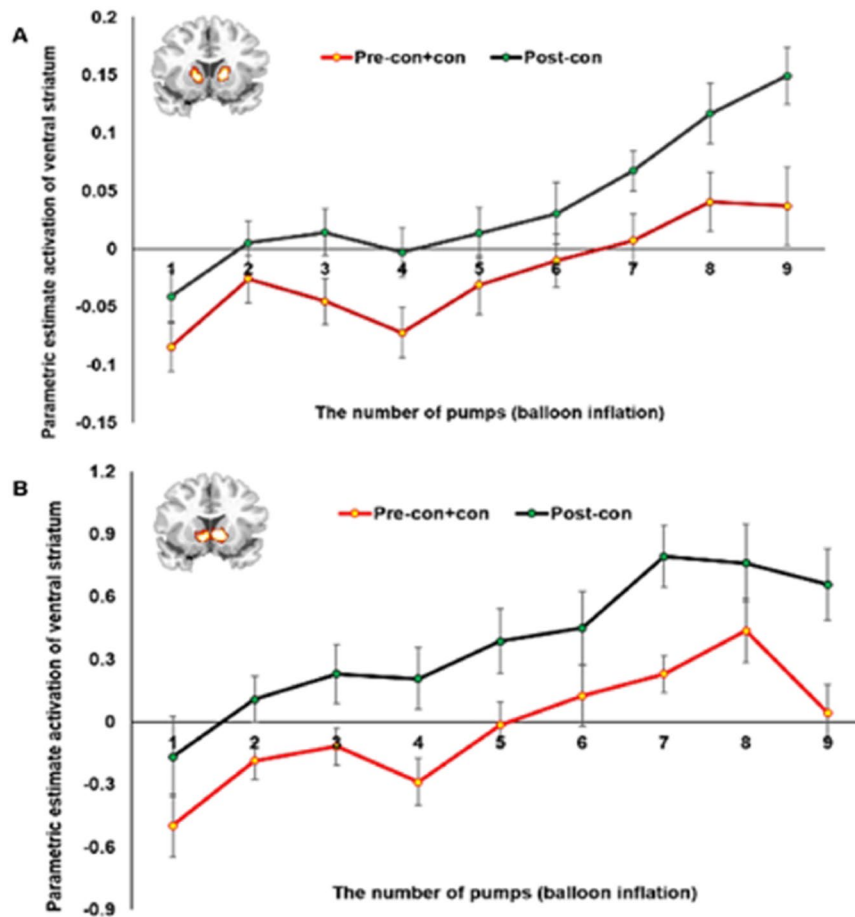 A
Pre-con+con
Post-con
Parametric estimate activation of ventral striatum
0.2
0.15
0.1
0.05
0
-0.05
-0.1
-0.15
1 2 3 4 5 6 7 8 9
The number of pumps (balloon inflation)
B
Pre-con+con
Post-con
Parametric estimate activation of ventral striatum
1.2
0.9
0.6
0.3
0
-0.3
-0.6
-0.9
1 2 3 4 5 6 7 8 9
The number of pumps (balloon inflation)